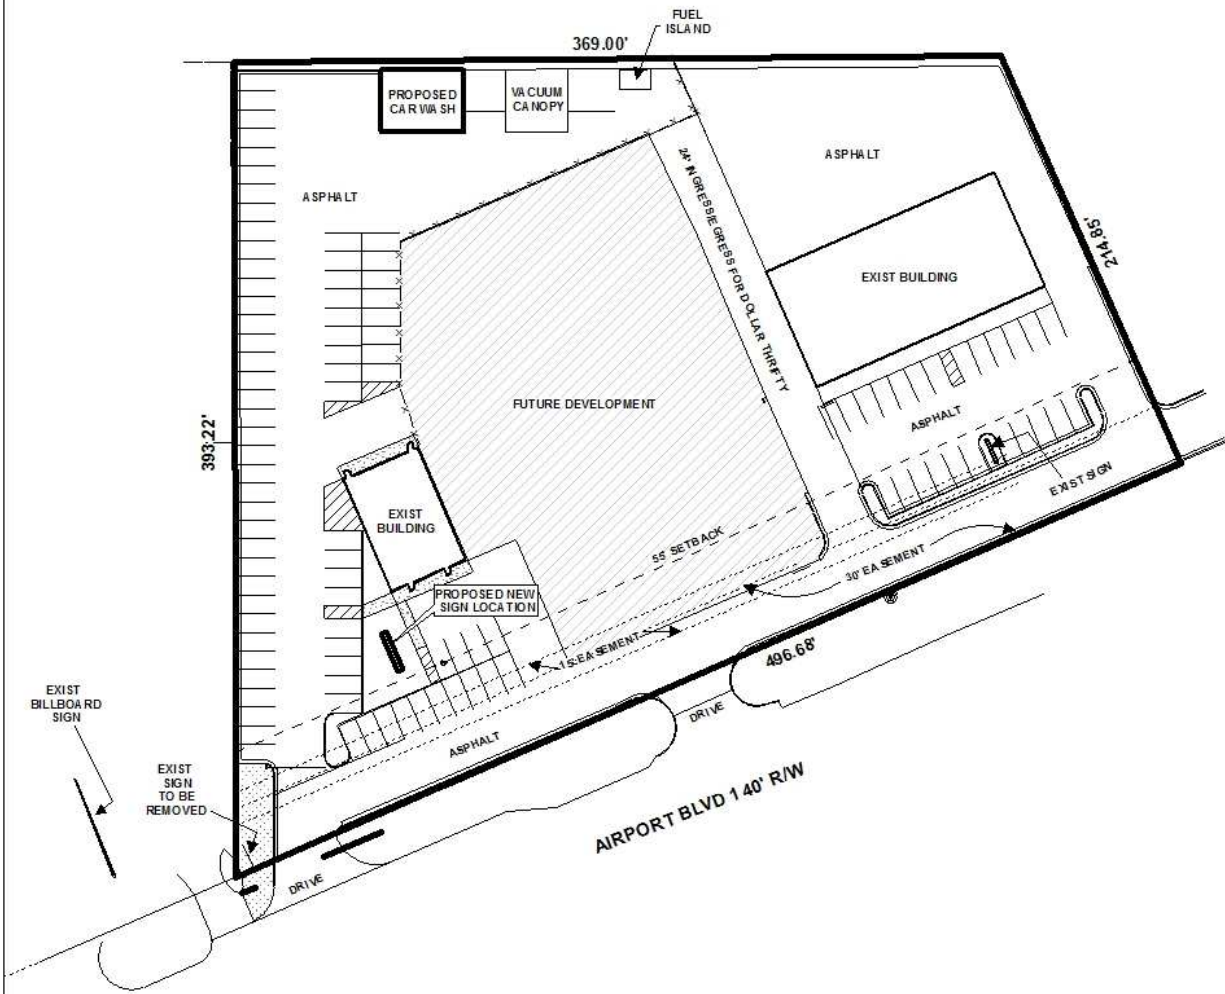 FUEL
ISLAND
369.00'
PROPOSED
CAR WASH
VACUUM
CANOPY
ASPHALT
ASPHALT
24' INGRESS/EGRESS FOR DOLLAR THRIFTY
214.85'
EXIST BUILDING
FUTURE DEVELOPMENT
ASPHALT
393.22'
EXIST SIGN
EXIST
BUILDING
55' SETBACK
30' EASEMENT
PROPOSED NEW
SIGN LOCATION
15' EASEMENT
496.68'
EXIST
BILLBOARD
SIGN
DRIVE
ASPHALT
EXIST
SIGN
TO BE
REMOVED
AIRPORT BLVD 140' R/W
DRIVE